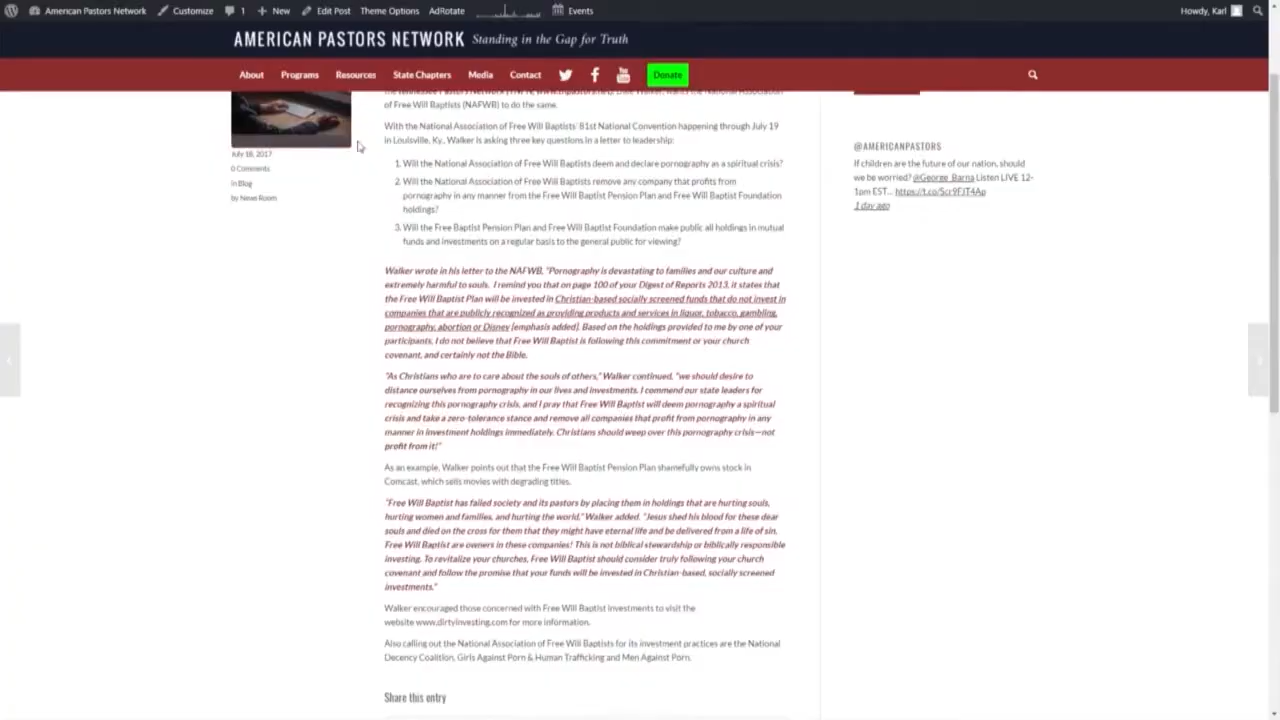 American Pastors Network Customize 1 New Edit Post Theme Options AdRotate Events Howdy, Karl
AMERICAN PASTORS NETWORK Standing in the Gap for Truth
About Programs Resources State Chapters Media Contact You Donate
July 18, 2017
0 Comments
in Blog
by News Room
of Free Will Baptists (NAFWB) to do the same.
With the National Association of Free Will Baptists' 81st National Convention happening through July 19
in Louisville, Ky., Walker is asking three key questions in a letter to leadership:
1. Will the National Association of Free Will Baptists deem and declare pornography as a spiritual crisis?
2. Will the National Association of Free Will Baptists remove any company that profits from
pornography in any manner from the Free Will Baptist Pension Plan and Free Will Baptist Foundation
holdings?
3. Will the Free Baptist Pension Plan and Free Will Baptist Foundation make public all holdings in mutual
funds and investments on a regular basis to the general public for viewing?
Walker wrote in his letter to the NAFWB, "Pornography is devastating to families and our culture and
extremely harmful to souls. I remind you that on page 100 of your Digest of Reports 2013, it states that
the Free Will Baptist Plan will be invested in Christian-based socially screened funds that do not invest in
companies that are publicly recognized as providing products and services in liquor, tobacco, gambling,
pornography, abortion or Disney [emphasis added]. Based on the holdings provided to me by one of your
participants, I do not believe that Free Will Baptist is following this commitment or your church
covenant, and certainly not the Bible.
"As Christians who are to care about the souls of others," Walker continued, "we should desire to
distance ourselves from pornography in our lives and investments. I commend our state leaders for
recognizing this pornography crisis, and I pray that Free Will Baptist will deem pornography a spiritual
crisis and take a zero-tolerance stance and remove all companies that profit from pornography in any
manner in investment holdings immediately. Christians should weep over this pornography crisis—not
profit from it!"
As an example, Walker points out that the Free Will Baptist Pension Plan shamefully owns stock in
Comcast, which sells movies with degrading titles.
"Free Will Baptist has failed society and its pastors by placing them in holdings that are hurting souls,
hurting women and families, and hurting the world," Walker added. "Jesus shed his blood for these dear
souls and died on the cross for them that they might have eternal life and be delivered from a life of sin.
Free Will Baptist are owners in these companies! This is not biblical stewardship or biblically responsible
investing. To revitalize your churches, Free Will Baptist should consider truly following your church
covenant and follow the promise that your funds will be invested in Christian-based, socially screened
investments."
Walker encouraged those concerned with Free Will Baptist investments to visit the
website www.dirtyinvesting.com for more information.
Also calling out the National Association of Free Will Baptists for its investment practices are the National
Decency Coalition, Girls Against Porn & Human Trafficking and Men Against Porn.
Share this entry
@AMERICANPASTORS
If children are the future of our nation, should
we be worried? @George_Barna Listen LIVE 12-
1pm EST... https://t.co/5cr9FJT4Ap
1 day ago